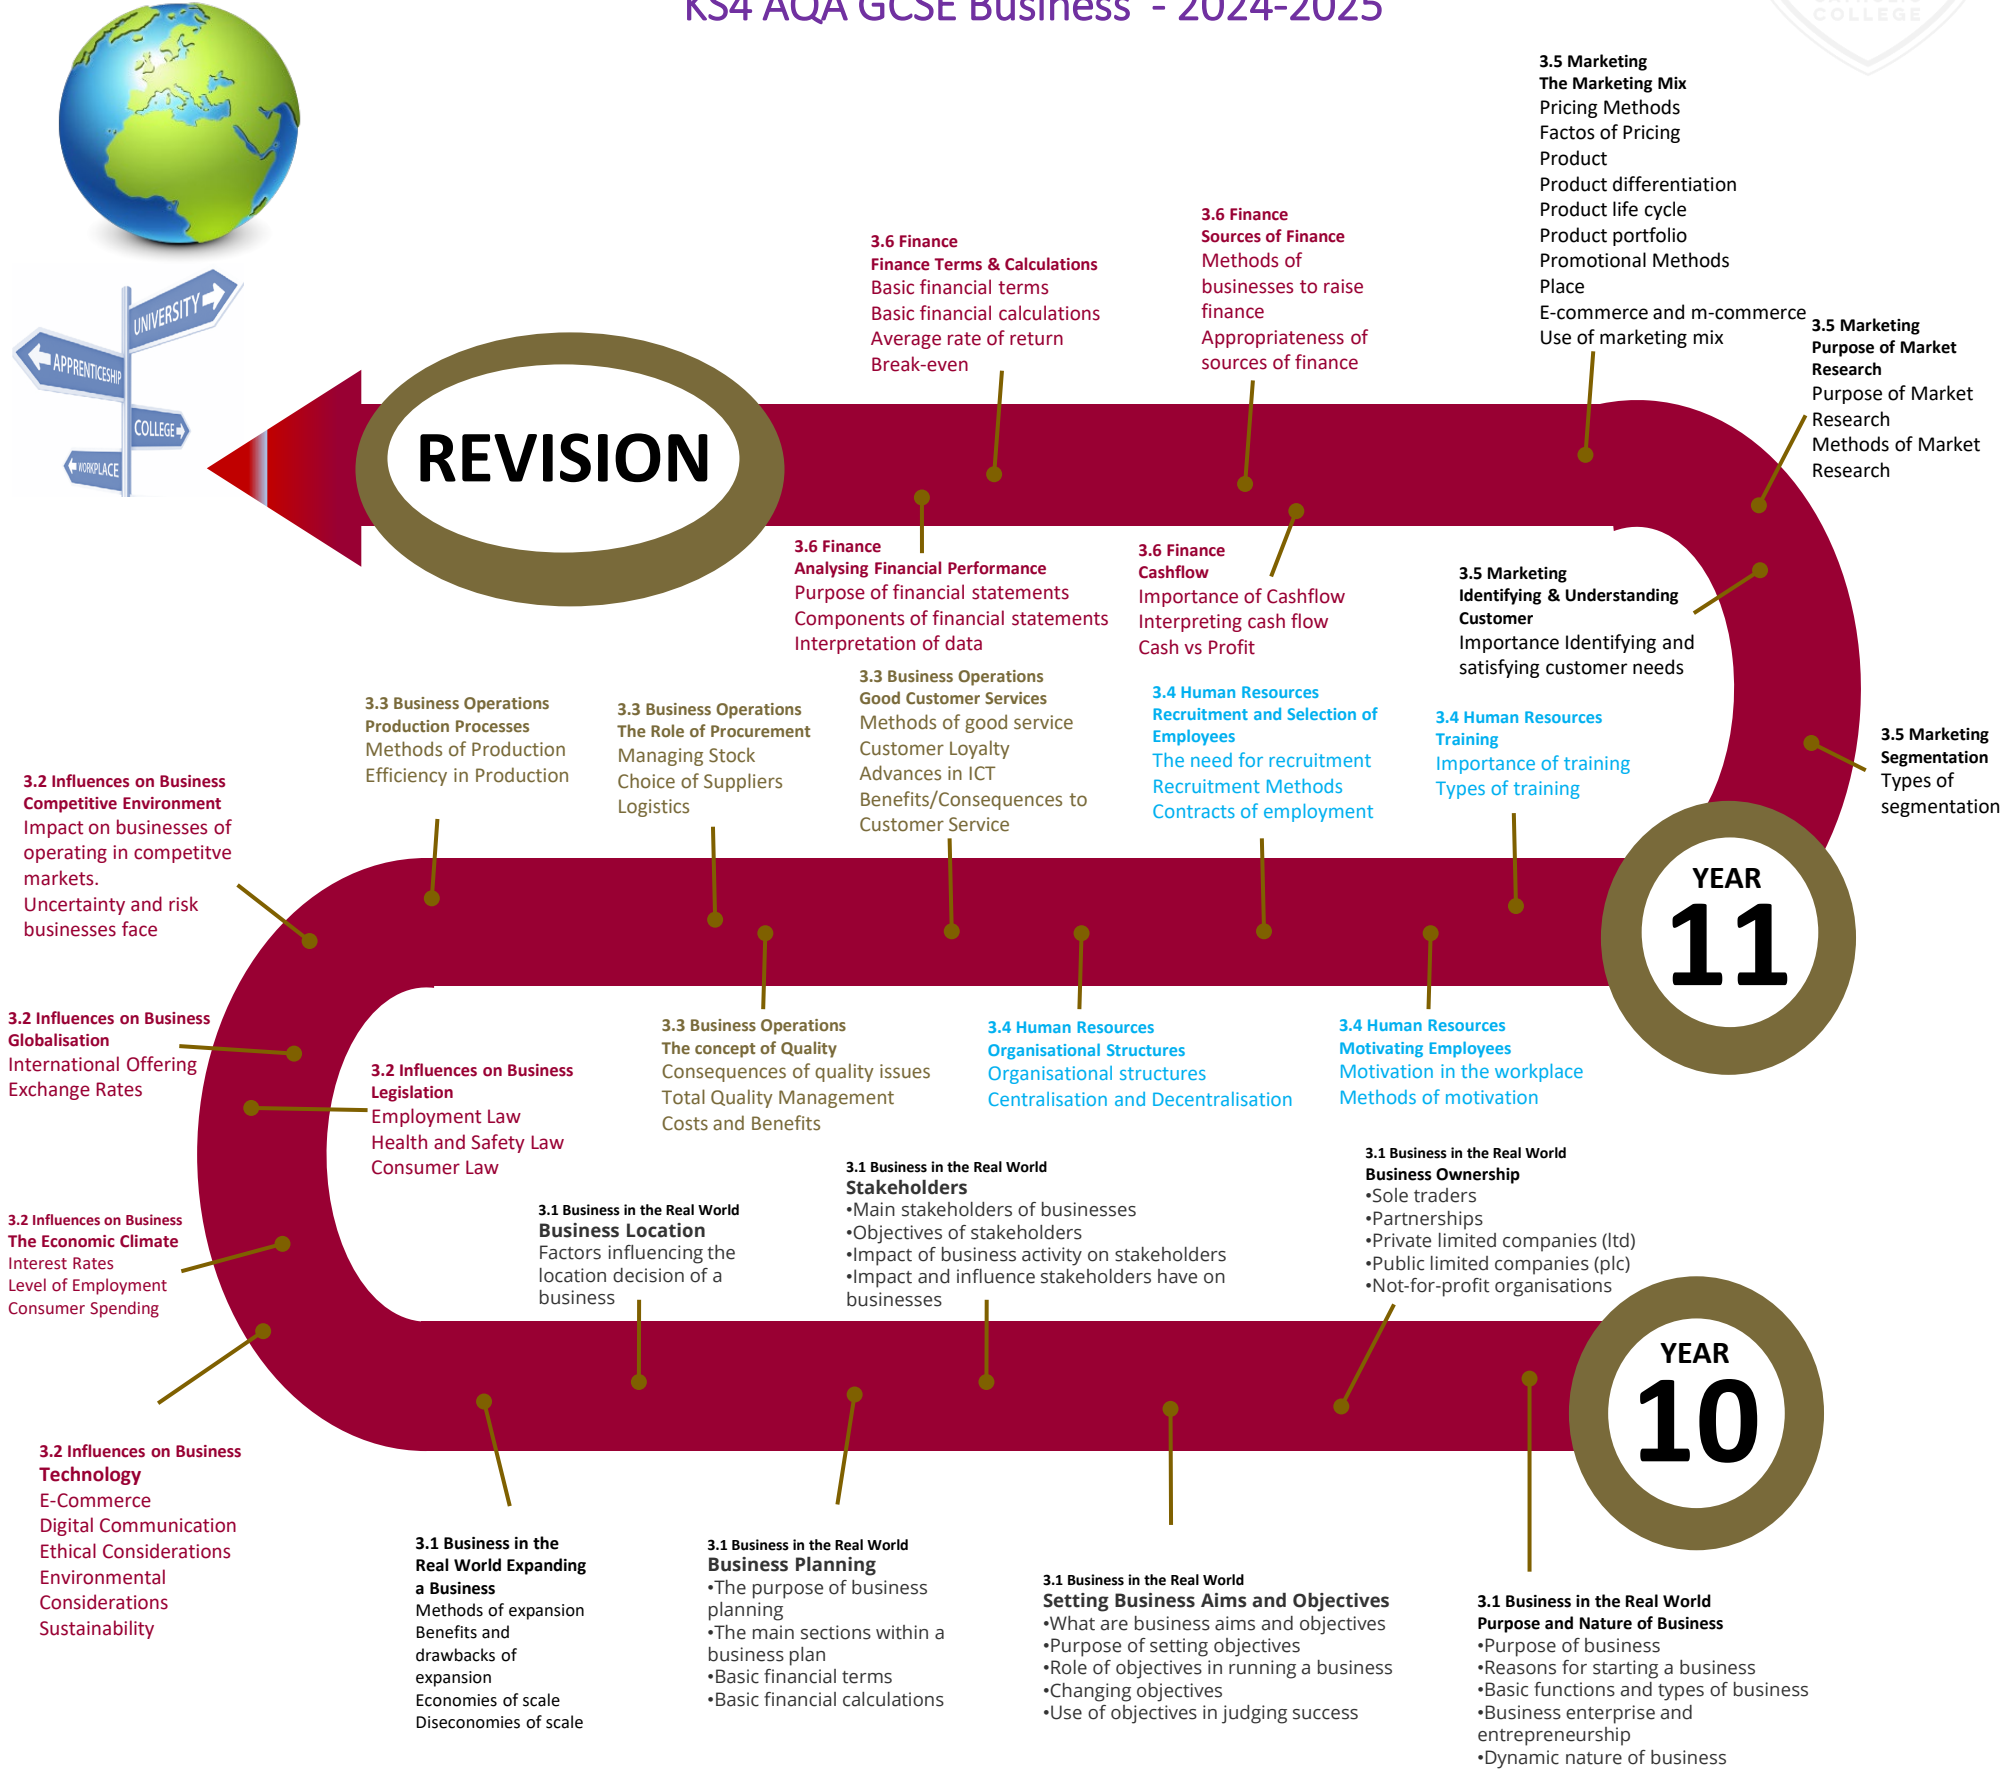 KS4 AQA GCSE Business - 2024-2025
COLLEGE
UNIVERSITY
APPRENTICESHIP
COLLEGE
WORKPLACE
REVISION
3.6 Finance
Finance Terms & Calculations
Basic financial terms
Basic financial calculations
Average rate of return
Break-even
3.6 Finance
Sources of Finance
Methods of
businesses to raise
finance
Appropriateness of
sources of finance
3.5 Marketing
The Marketing Mix
Pricing Methods
Factos of Pricing
Product
Product differentiation
Product life cycle
Product portfolio
Promotional Methods
Place
E-commerce and m-commerce
Use of marketing mix
3.5 Marketing
Purpose of Market
Research
Purpose of Market
Research
Methods of Market
Research
3.6 Finance
Analysing Financial Performance
Purpose of financial statements
Components of financial statements
Interpretation of data
3.6 Finance
Cashflow
Importance of Cashflow
Interpreting cash flow
Cash vs Profit
3.5 Marketing
Identifying & Understanding
Customer
Importance Identifying and
satisfying customer needs
3.5 Marketing
Segmentation
Types of
segmentation
3.2 Influences on Business
Competitive Environment
Impact on businesses of
operating in competitve
markets.
Uncertainty and risk
businesses face
3.3 Business Operations
Production Processes
Methods of Production
Efficiency in Production
3.3 Business Operations
The Role of Procurement
Managing Stock
Choice of Suppliers
Logistics
3.3 Business Operations
Good Customer Services
Methods of good service
Customer Loyalty
Advances in ICT
Benefits/Consequences to
Customer Service
3.4 Human Resources
Recruitment and Selection of
Employees
The need for recruitment
Recruitment Methods
Contracts of employment
3.4 Human Resources
Training
Importance of training
Types of training
YEAR
11
3.2 Influences on Business
Globalisation
International Offering
Exchange Rates
3.2 Influences on Business
Legislation
Employment Law
Health and Safety Law
Consumer Law
3.3 Business Operations
The concept of Quality
Consequences of quality issues
Total Quality Management
Costs and Benefits
3.4 Human Resources
Organisational Structures
Organisational structures
Centralisation and Decentralisation
3.4 Human Resources
Motivating Employees
Motivation in the workplace
Methods of motivation
3.2 Influences on Business
The Economic Climate
Interest Rates
Level of Employment
Consumer Spending
3.1 Business in the Real World
Business Location
Factors influencing the
location decision of a
business
3.1 Business in the Real World
Stakeholders
•Main stakeholders of businesses
•Objectives of stakeholders
•Impact of business activity on stakeholders
•Impact and influence stakeholders have on
businesses
3.1 Business in the Real World
Business Ownership
•Sole traders
•Partnerships
•Private limited companies (ltd)
•Public limited companies (plc)
•Not-for-profit organisations
YEAR
10
3.2 Influences on Business
Technology
E-Commerce
Digital Communication
Ethical Considerations
Environmental
Considerations
Sustainability
3.1 Business in the
Real World Expanding
a Business
Methods of expansion
Benefits and
drawbacks of
expansion
Economies of scale
Diseconomies of scale
3.1 Business in the Real World
Business Planning
•The purpose of business
planning
•The main sections within a
business plan
•Basic financial terms
•Basic financial calculations
3.1 Business in the Real World
Setting Business Aims and Objectives
•What are business aims and objectives
•Purpose of setting objectives
•Role of objectives in running a business
•Changing objectives
•Use of objectives in judging success
3.1 Business in the Real World
Purpose and Nature of Business
•Purpose of business
•Reasons for starting a business
•Basic functions and types of business
•Business enterprise and
entrepreneurship
•Dynamic nature of business